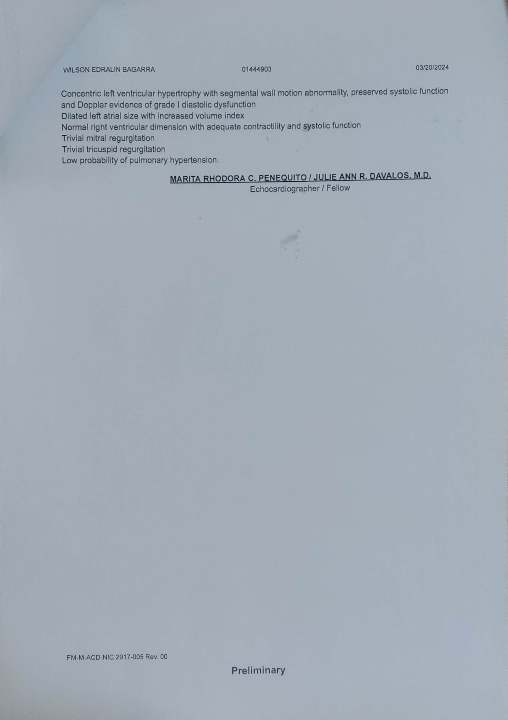 WILSON EDRALIN BAGARRA 01444903 03/20/2024
Concentric left ventricular hypertrophy with segmental wall motion abnormality, preserved systolic function
and Doppler evidence of grade I diastolic dysfunction
Dilated left atrial size with increased volume index
Normal right ventricular dimension with adequate contractility and systolic function
Trivial mitral regurgitation
Trivial tricuspid regurgitation
Low probability of pulmonary hypertension.
MARITA RHODORA C. PENEQUITO / JULIE ANN R. DAVALOS, M.D.
Echocardiographer / Fellow
FM-M-ACD-NIC-2017-005 Rev. 00
Preliminary